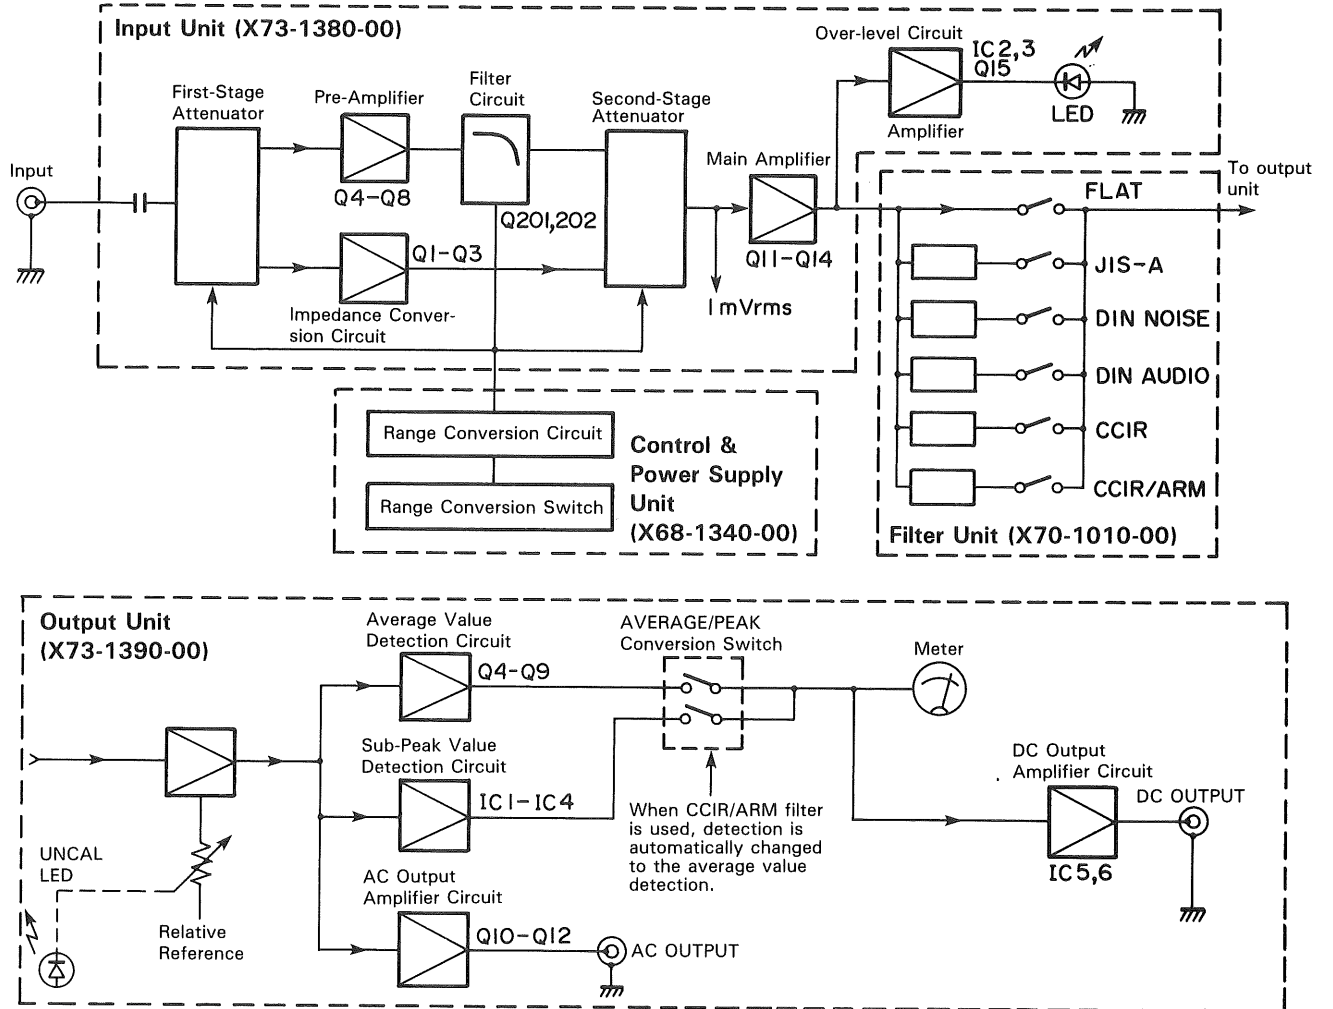 Input Unit (X73-1380-00)
Over-level Circuit
IC2,3
Q15
LED
Amplifier
First-Stage
Attenuator
Pre-Amplifier
Filter
Circuit
Second-Stage
Attenuator
Main Amplifier
Input
Q4-Q8
Q201,202
Q1-Q3
Q11-Q14
Impedance Conver-
sion Circuit
1mVrms
To output
unit
FLAT
JIS-A
DIN NOISE
DIN AUDIO
CCIR
CCIR/ARM
Filter Unit (X70-1010-00)
Range Conversion Circuit
Range Conversion Switch
Control &
Power Supply
Unit
(X68-1340-00)
Output Unit
(X73-1390-00)
Average Value
Detection Circuit
Q4-Q9
AVERAGE/PEAK
Conversion Switch
Meter
Sub-Peak Value
Detection Circuit
IC1-IC4
When CCIR/ARM filter
is used, detection is
automatically changed
to the average value
detection.
DC Output
Amplifier Circuit
DC OUTPUT
IC5,6
UNCAL
LED
Relative
Reference
AC Output
Amplifier Circuit
Q10-Q12
AC OUTPUT